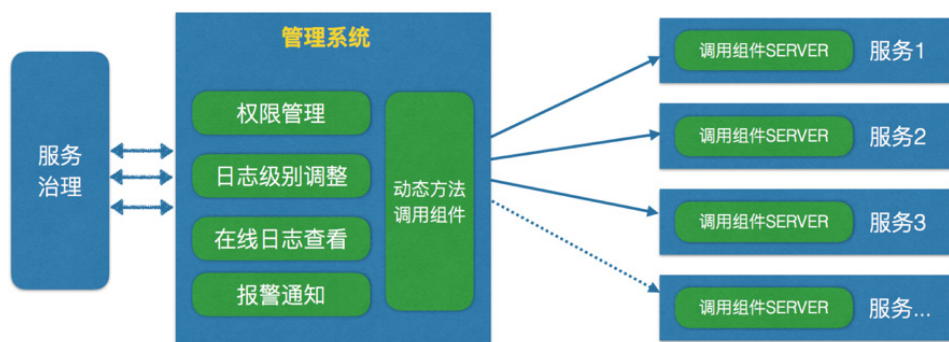 服务
治理
管理系统
权限管理
日志级别调整
在线日志查看
报警通知
动态方法
调用组件
调用组件SERVER 服务1
调用组件SERVER 服务2
调用组件SERVER 服务3
调用组件SERVER 服务...